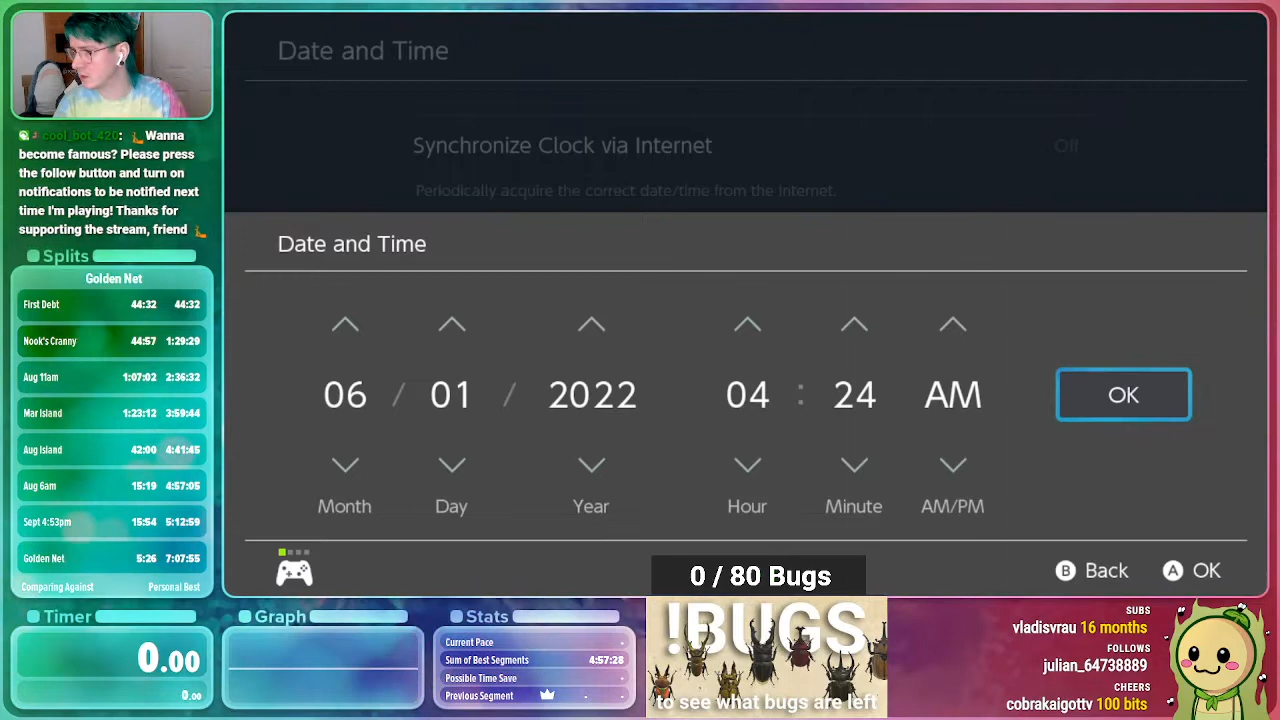 cool_bot_420: Wanna
become famous? Please press
the follow button and turn on
notifications to be notified next
time I'm playing! Thanks for
supporting the stream, friend
Splits
Golden Net
First Debt 44:32 44:32
Nook's Cranny 44:57 1:29:29
Aug 11am 1:07:02 2:36:32
Mar Island 1:23:12 3:59:44
Aug Island 42:00 4:41:45
Aug 6am 15:19 4:57:05
Sept 4:53pm 15:54 5:12:59
Golden Net 5:26 7:07:55
Comparing Against Personal Best
Timer
0.00
0.00
Date and Time
Synchronize Clock via Internet Off
Periodically acquire the correct date/time from the Internet.
Date and Time
06 / 01 / 2022 04 : 24 AM OK
Month Day Year Hour Minute AM/PM
B Back A OK
0 / 80 Bugs
Graph
Stats
Current Pace -
Sum of Best Segments 4:57:28
Possible Time Save -
Previous Segment - -
!BUGS
to see what bugs are left
SUBS
vladisvrau 16 months
FOLLOWS
julian_64738889
CHEERS
cobrakaigottv 100 bits